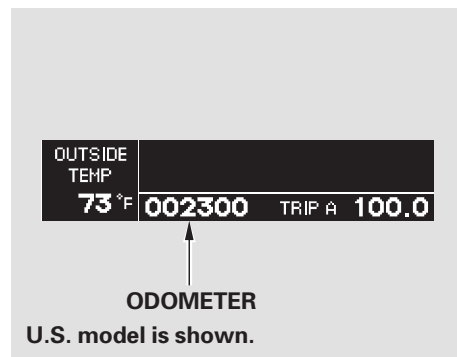 OUTSIDE
TEMP
73°F 002300 TRIP A 100.0
ODOMETER
U.S. model is shown.